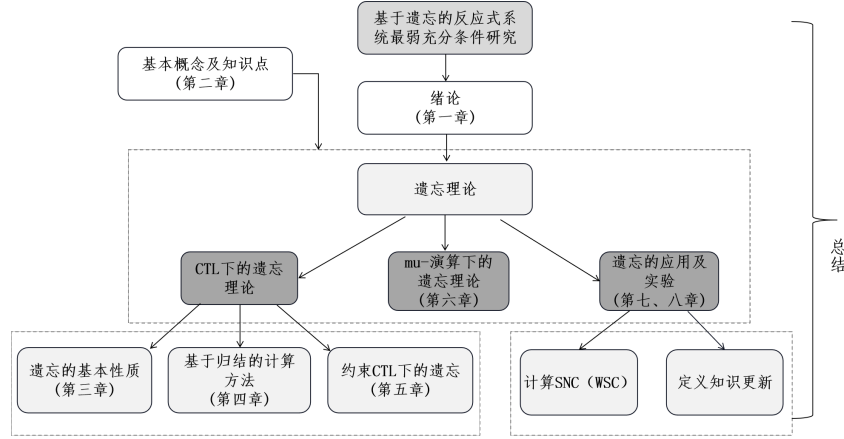 基于遗忘的反应式系
统最弱充分条件研究
基本概念及知识点
(第二章)
绪论
(第一章)
遗忘理论
CTL下的遗忘
理论
mu-演算下的
遗忘理论
(第六章)
遗忘的应用及
实验
(第七、八章)
总
结
遗忘的基本性质
(第三章)
基于归结的计算
方法
(第四章)
约束CTL下的遗忘
(第五章)
计算SNC（WSC）
定义知识更新